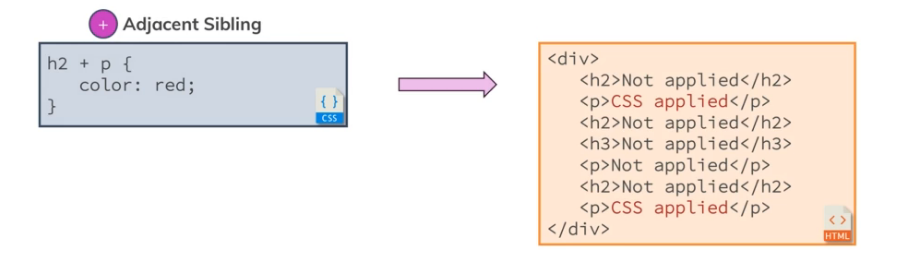 + Adjacent Sibling
h2 + p {
    color: red;
}
{ }
CSS
<div>
    <h2>Not applied</h2>
    <p>CSS applied</p>
    <h2>Not applied</h2>
    <h3>Not applied</h3>
    <p>Not applied</p>
    <h2>Not applied</h2>
    <p>CSS applied</p>
</div>
<>
HTML